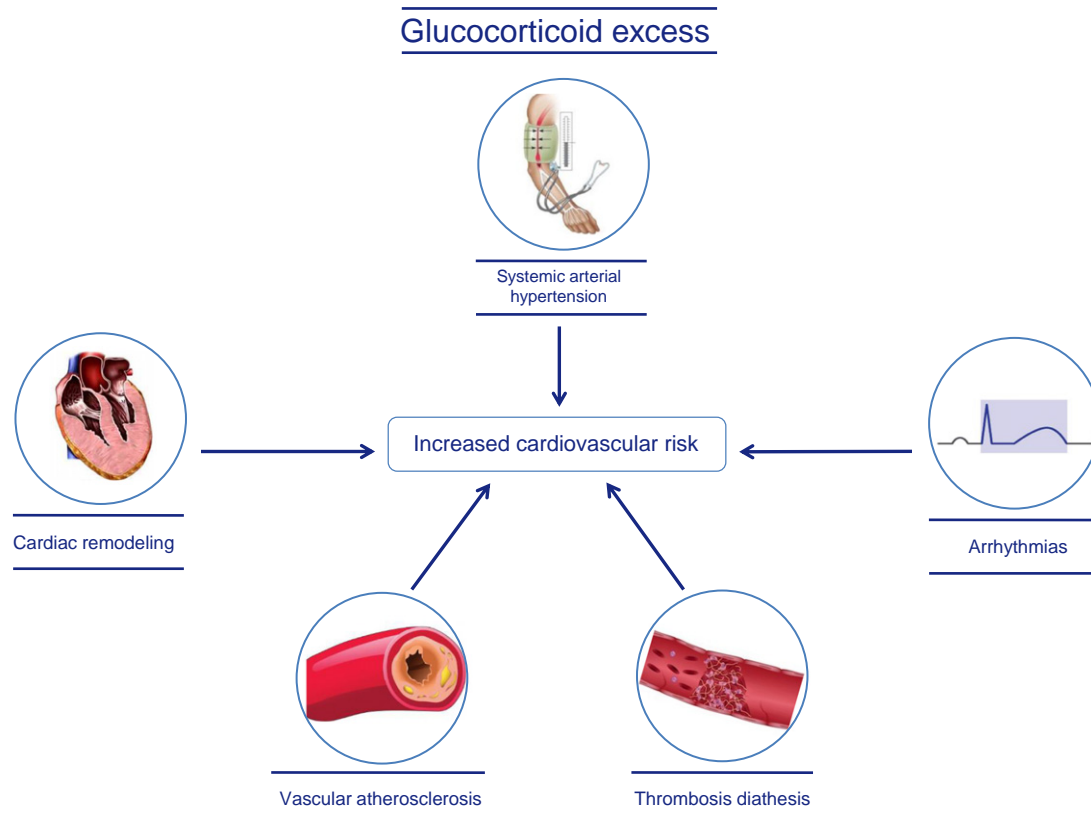 Glucocorticoid excess
Systemic arterial
hypertension
Increased cardiovascular risk
Cardiac remodeling
Arrhythmias
Vascular atherosclerosis
Thrombosis diathesis